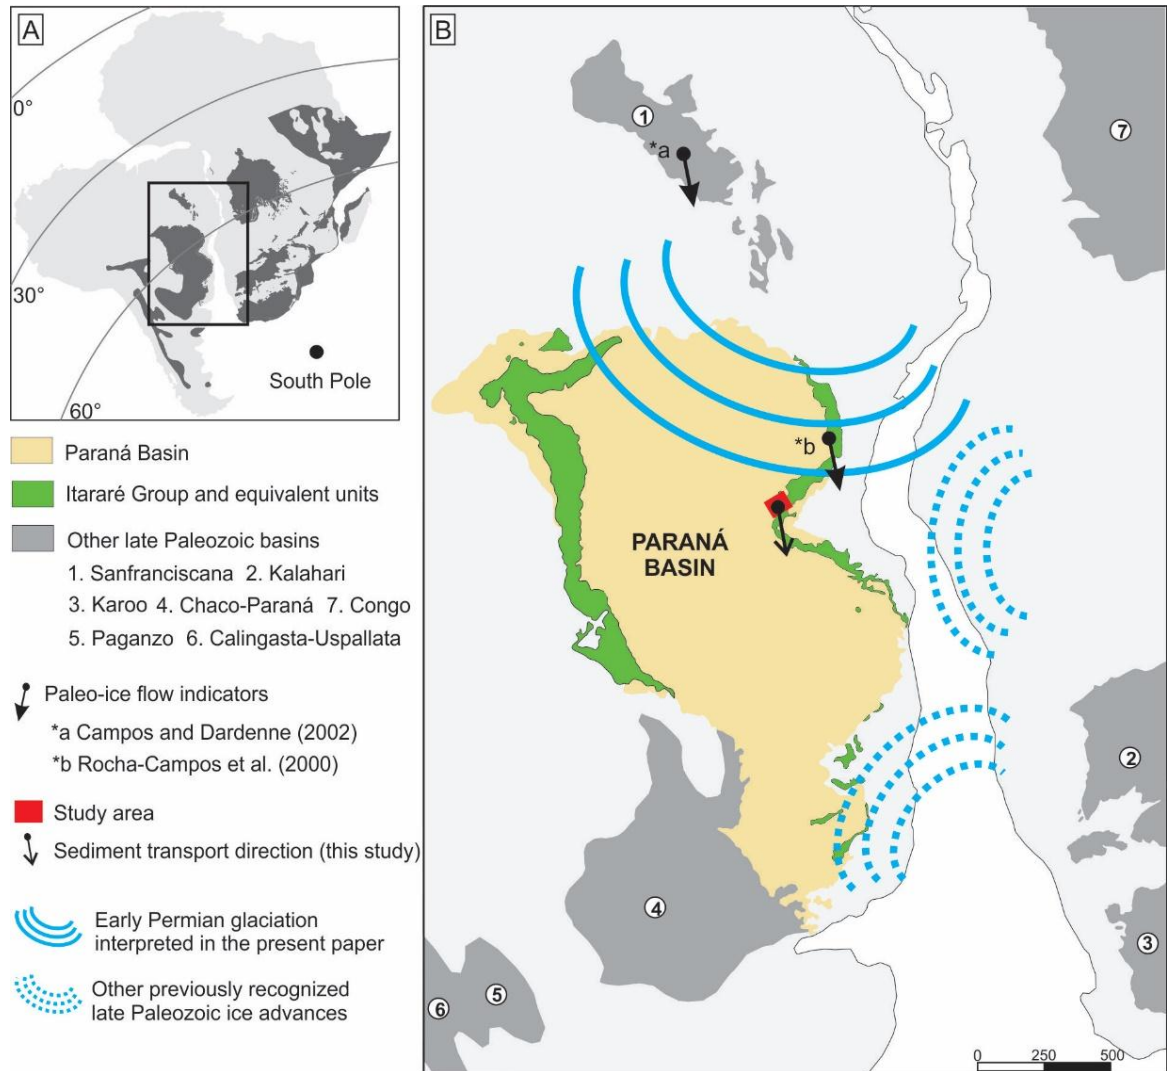 A
0°
30°
60°
South Pole
Paraná Basin
Itararé Group and equivalent units
Other late Paleozoic basins
1. Sanfranciscana 2. Kalahari
3. Karoo 4. Chaco-Paraná 7. Congo
5. Paganzo 6. Calingasta-Uspallata
Paleo-ice flow indicators
*a Campos and Dardenne (2002)
*b Rocha-Campos et al. (2000)
Study area
Sediment transport direction (this study)
Early Permian glaciation
interpreted in the present paper
Other previously recognized
late Paleozoic ice advances
B
1
*a
7
*b
PARANÁ
BASIN
2
4
3
5
6
0 250 500